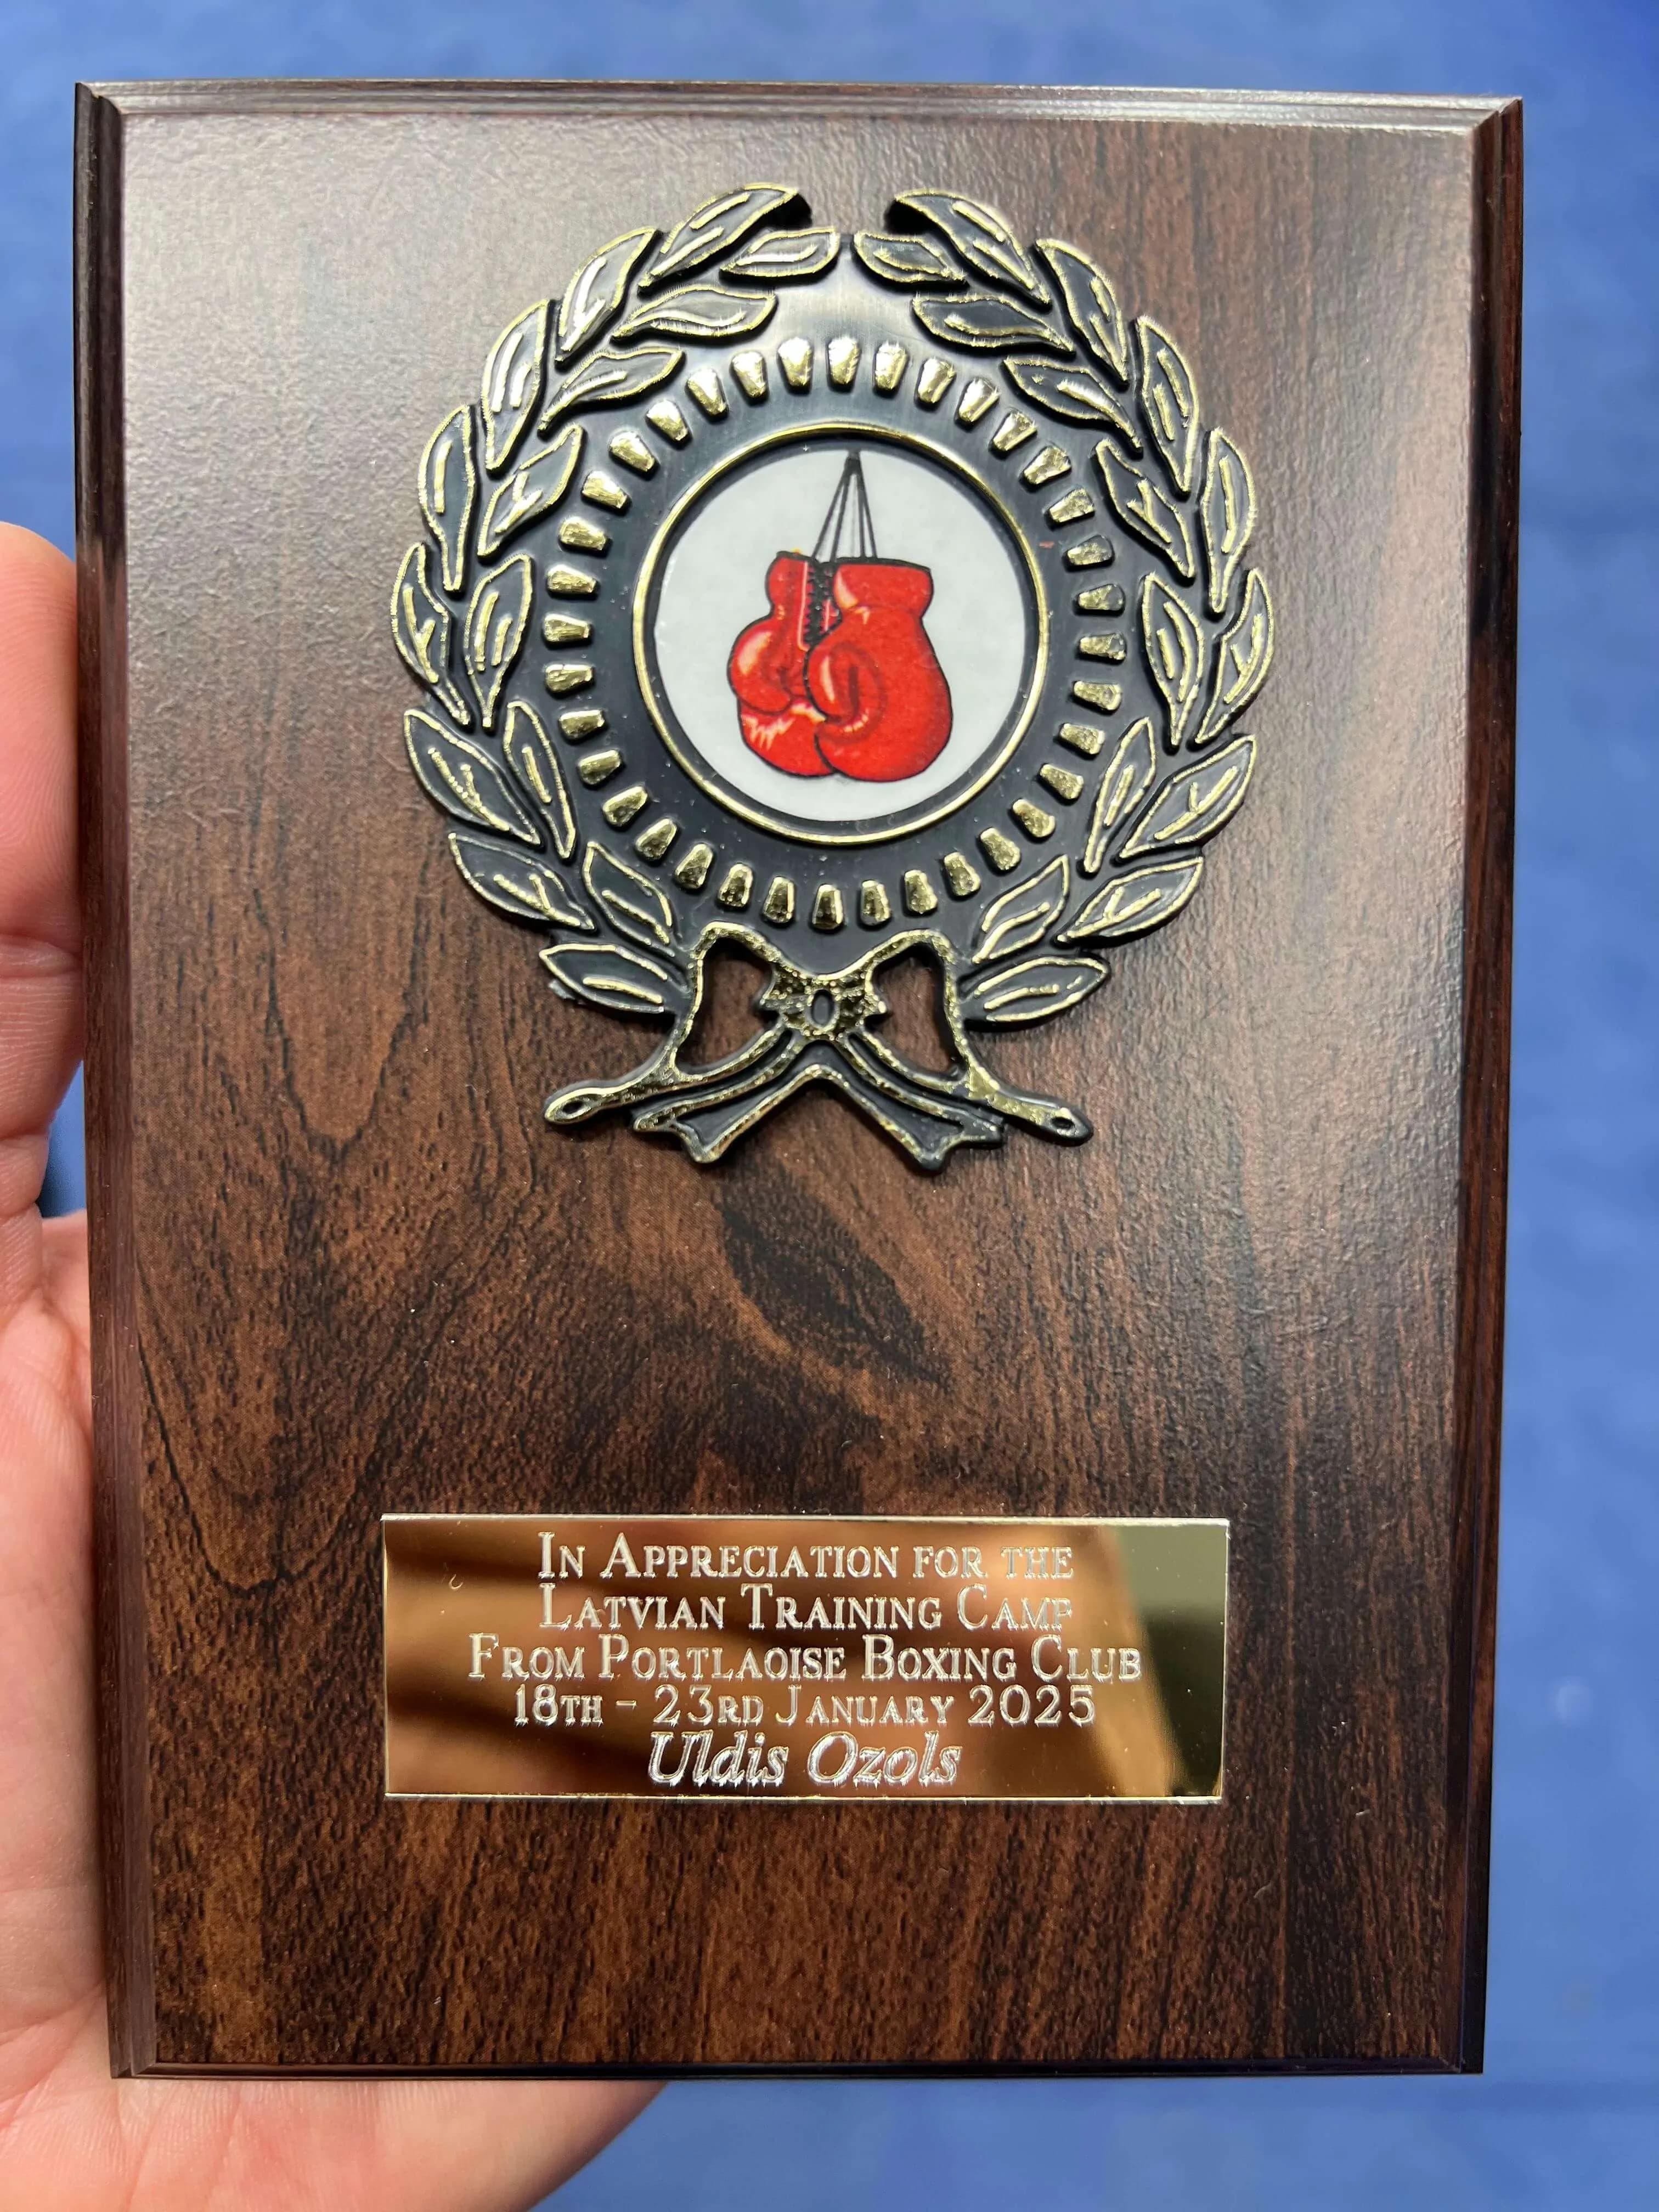 In Appreciation for the
Latvian Training Camp
From Portlaoise Boxing Club
18th - 23rd January 2025
Uldis Ozols